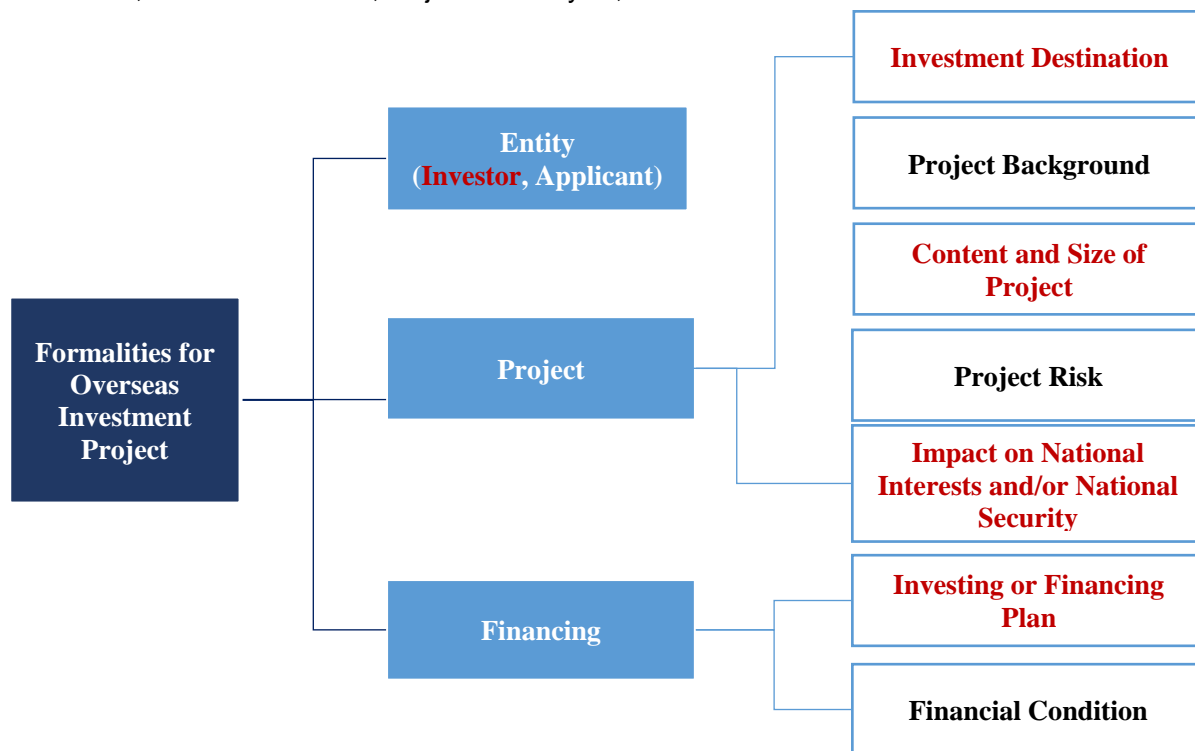 Formalities for
Overseas
Investment
Project
Entity
(Investor, Applicant)
Project
Financing
Investment Destination
Project Background
Content and Size of
Project
Project Risk
Impact on National
Interests and/or National
Security
Investing or Financing
Plan
Financial Condition